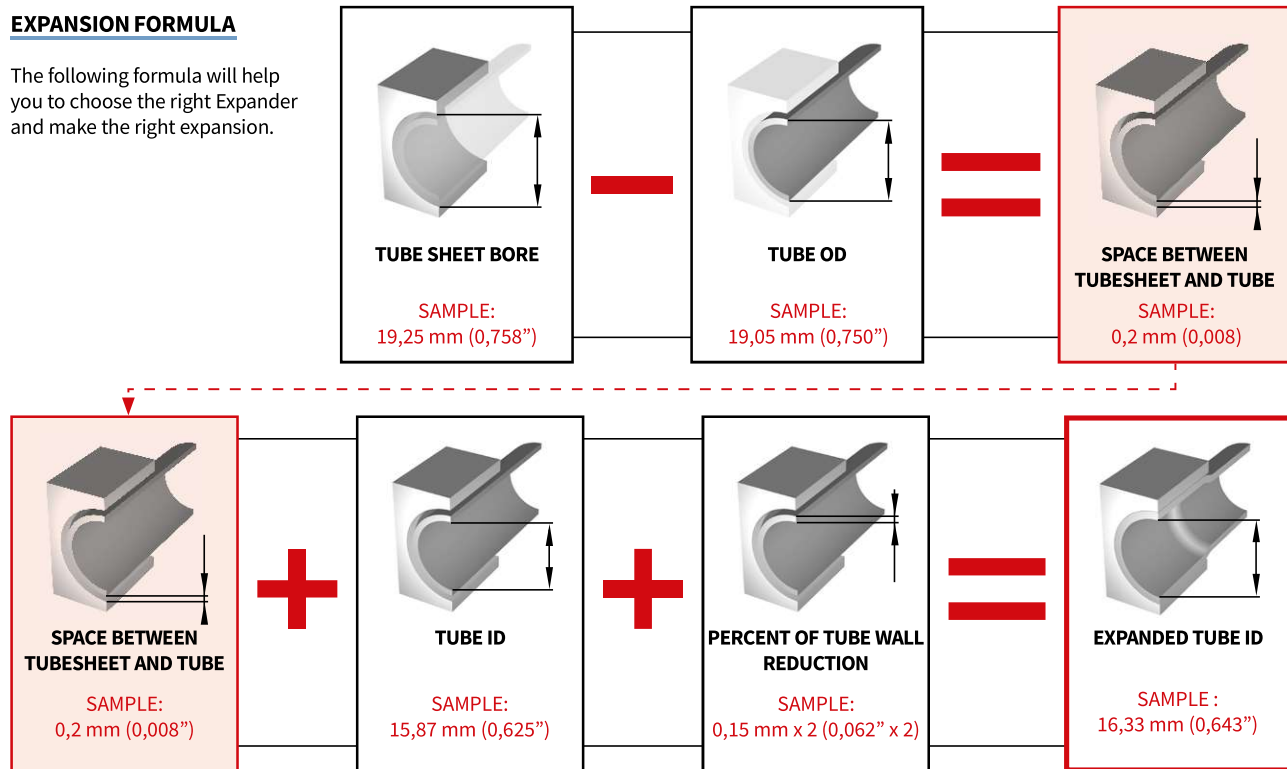 EXPANSION FORMULA
The following formula will help
you to choose the right Expander
and make the right expansion.
TUBE SHEET BORE
SAMPLE:
19,25 mm (0,758”)
TUBE OD
SAMPLE:
19,05 mm (0,750”)
SPACE BETWEEN
TUBESHEET AND TUBE
SAMPLE:
0,2 mm (0,008)
SPACE BETWEEN
TUBESHEET AND TUBE
SAMPLE:
0,2 mm (0,008”)
TUBE ID
SAMPLE:
15,87 mm (0,625”)
PERCENT OF TUBE WALL
REDUCTION
SAMPLE:
0,15 mm x 2 (0,062” x 2)
EXPANDED TUBE ID
SAMPLE :
16,33 mm (0,643”)